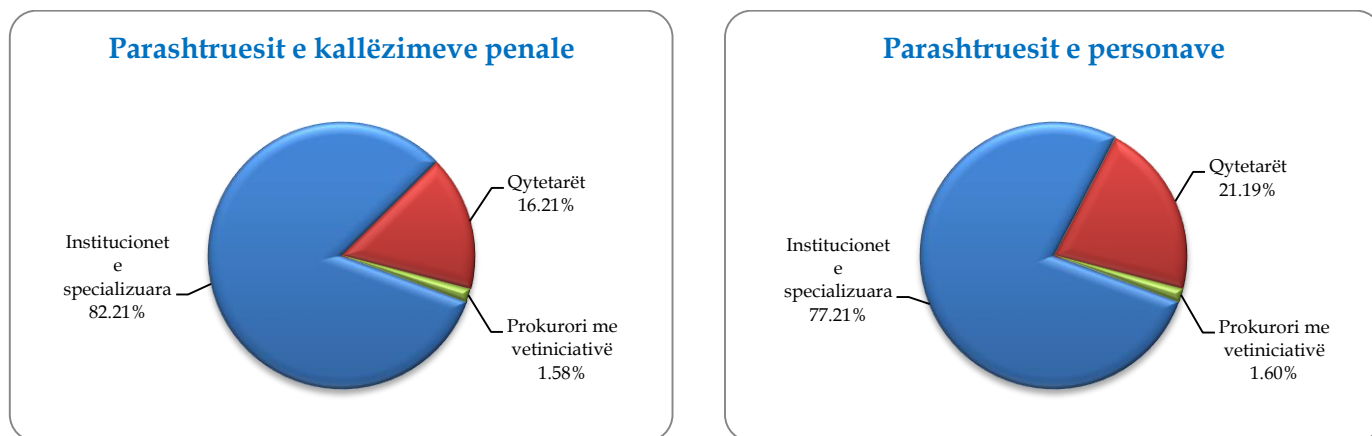 Parashtruesit e kallëzimeve penale
Qytetarët
16.21%
Institucionet
e
specializuara
82.21%
Prokurori me
vetiniciativë
1.58%
Parashtruesit e personave
Qytetarët
21.19%
Institucionet
e
specializuara
77.21%
Prokurori me
vetiniciativë
1.60%